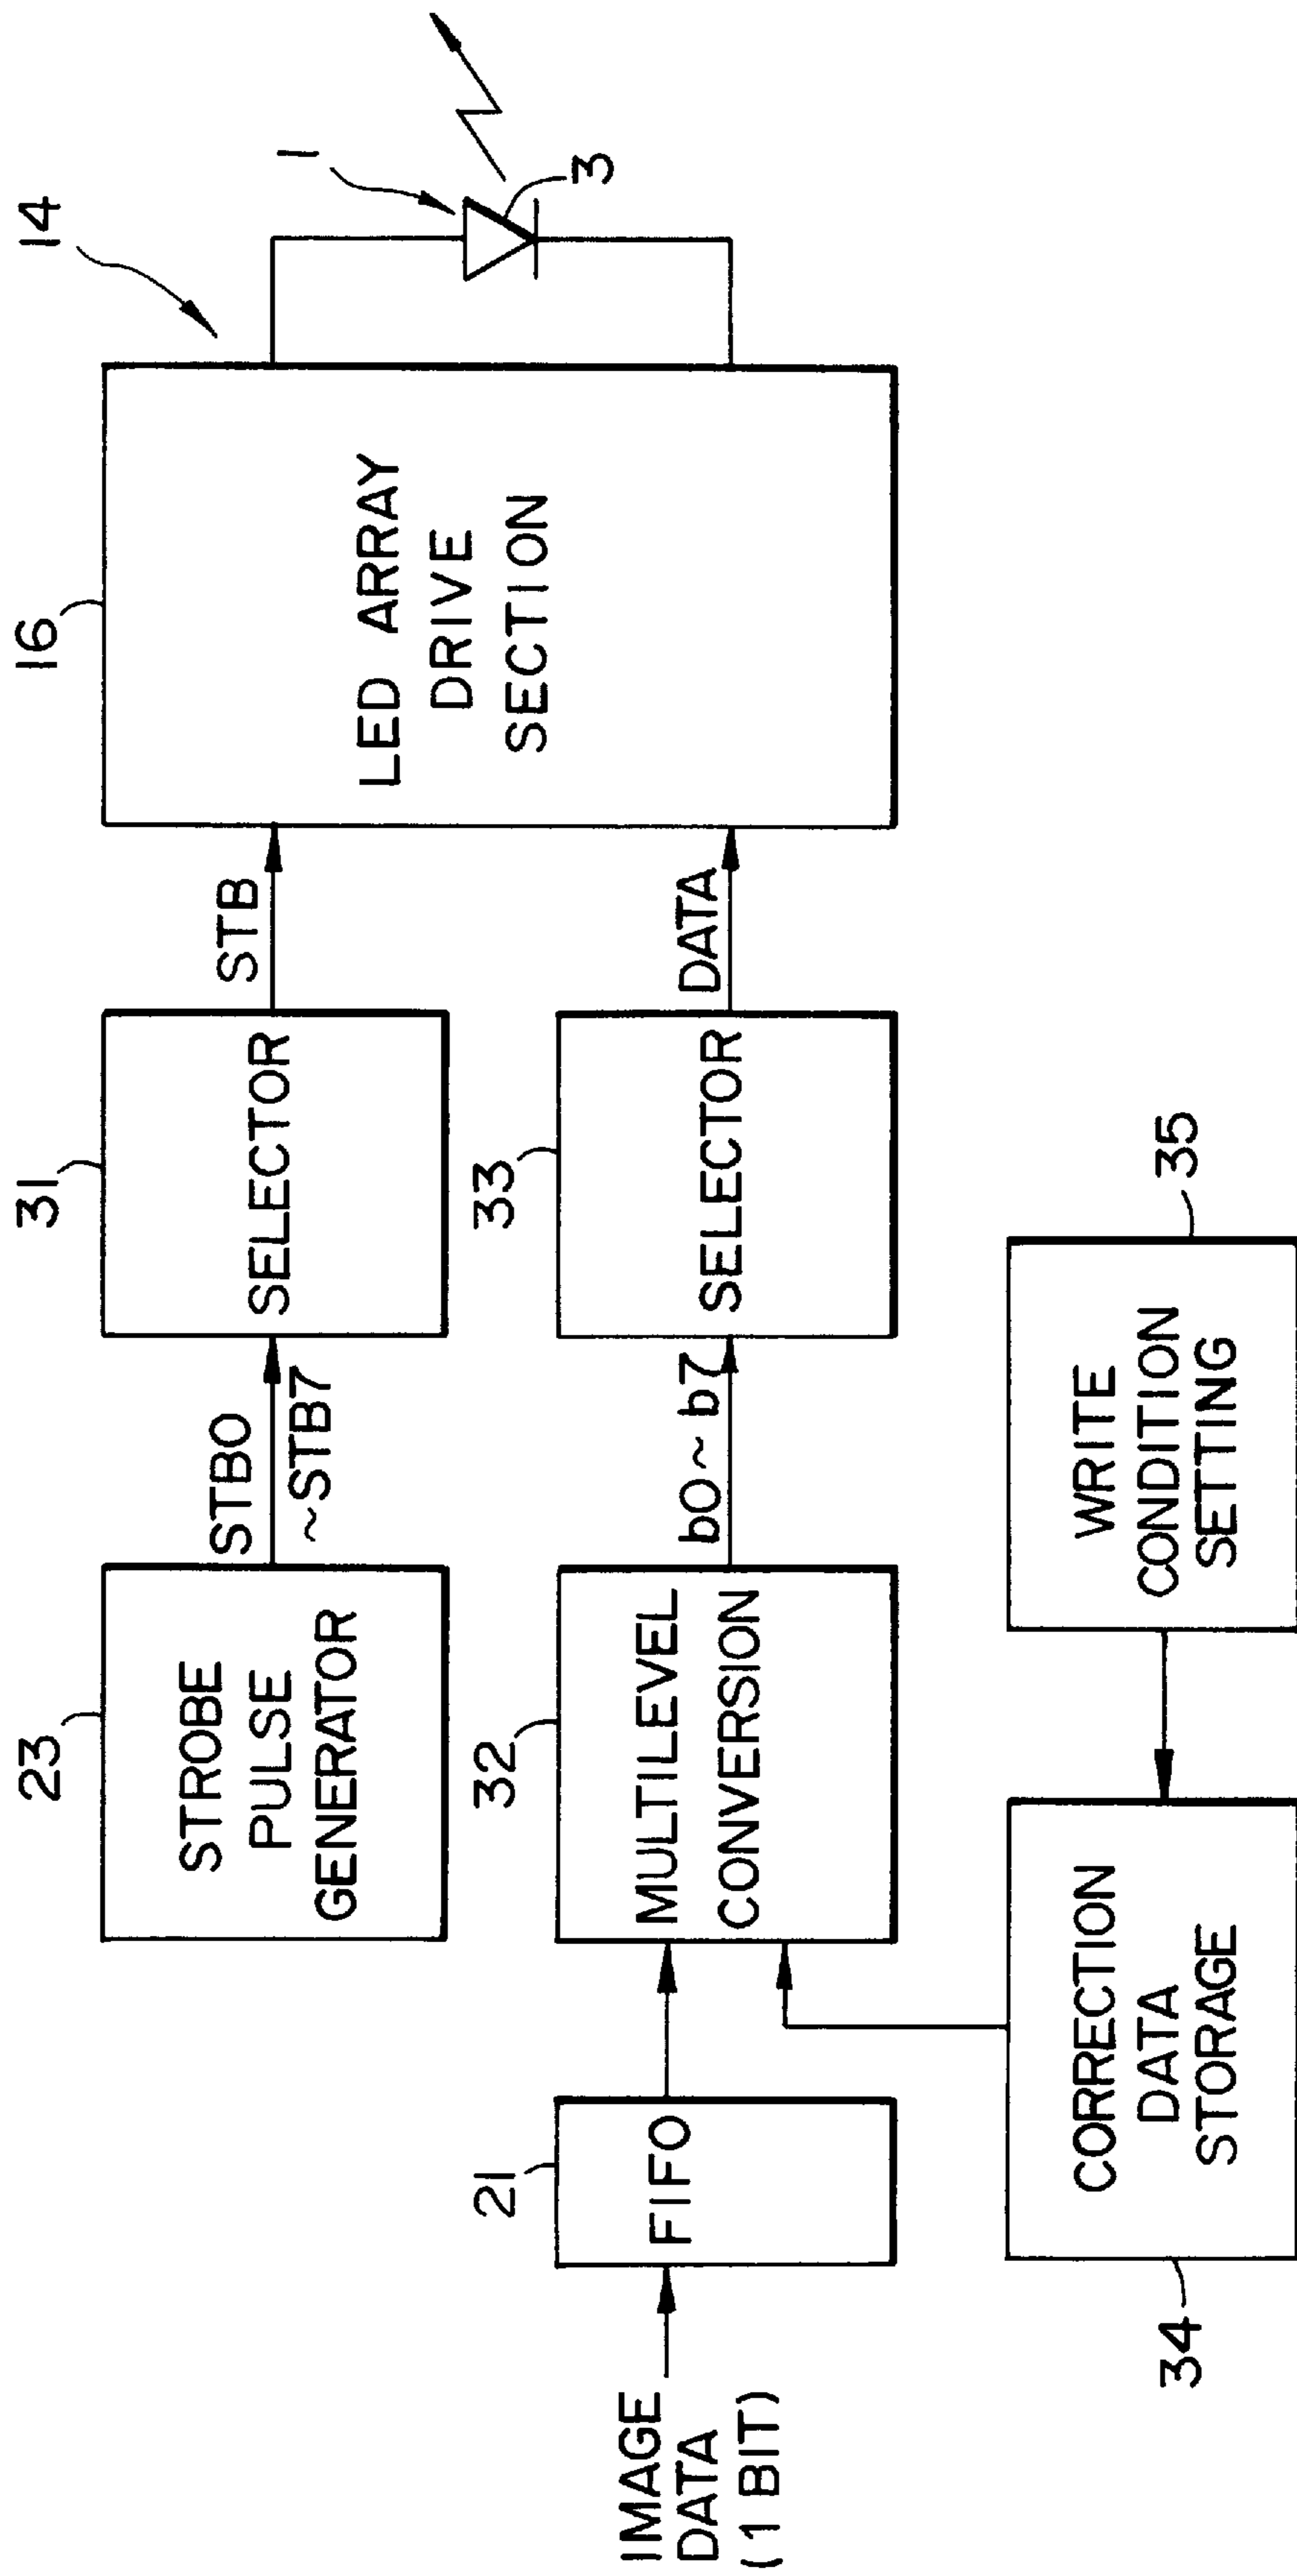 14
1
3
16
LED ARRAY
DRIVE
SECTION
STB
DATA
31
SELECTOR
33
SELECTOR
STB0
~STB7
b0~b7
23
STROBE
PULSE
GENERATOR
32
MULTILEVEL
CONVERSION
21
FIFO
IMAGE
DATA
(1 BIT)
35
WRITE
CONDITION
SETTING
34
CORRECTION
DATA
STORAGE